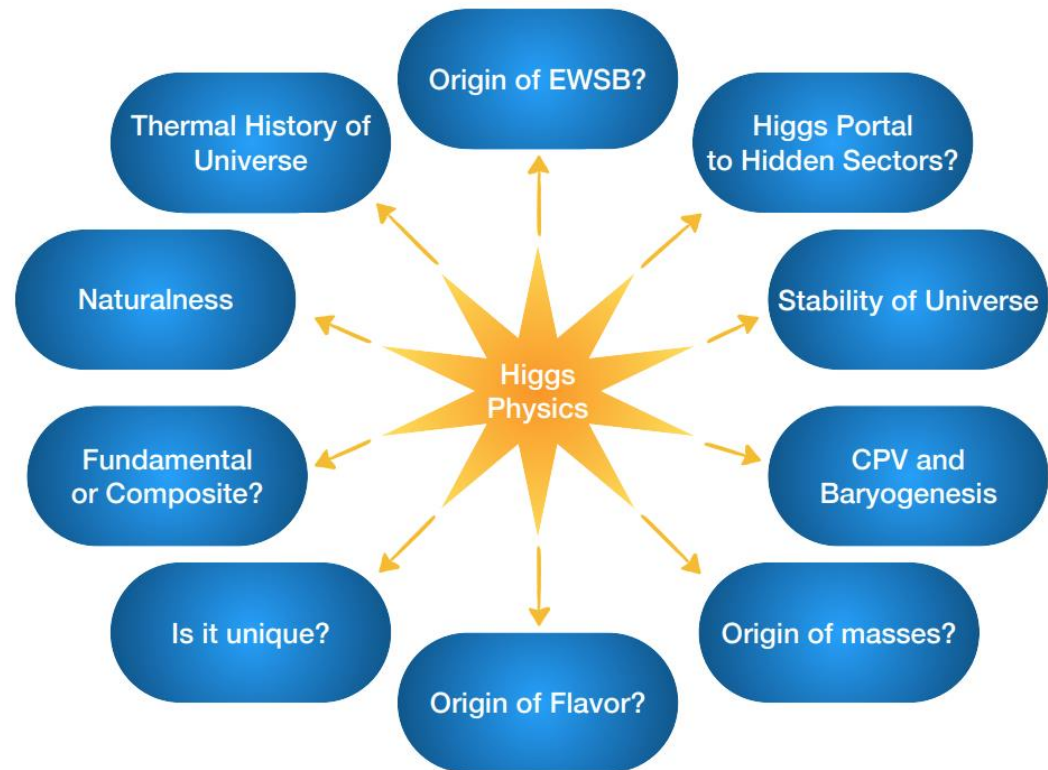 Origin of EWSB?
Thermal History of
Universe
Higgs Portal
to Hidden Sectors?
Naturalness
Stability of Universe
Higgs
Physics
Fundamental
or Composite?
CPV and
Baryogenesis
Is it unique?
Origin of masses?
Origin of Flavor?